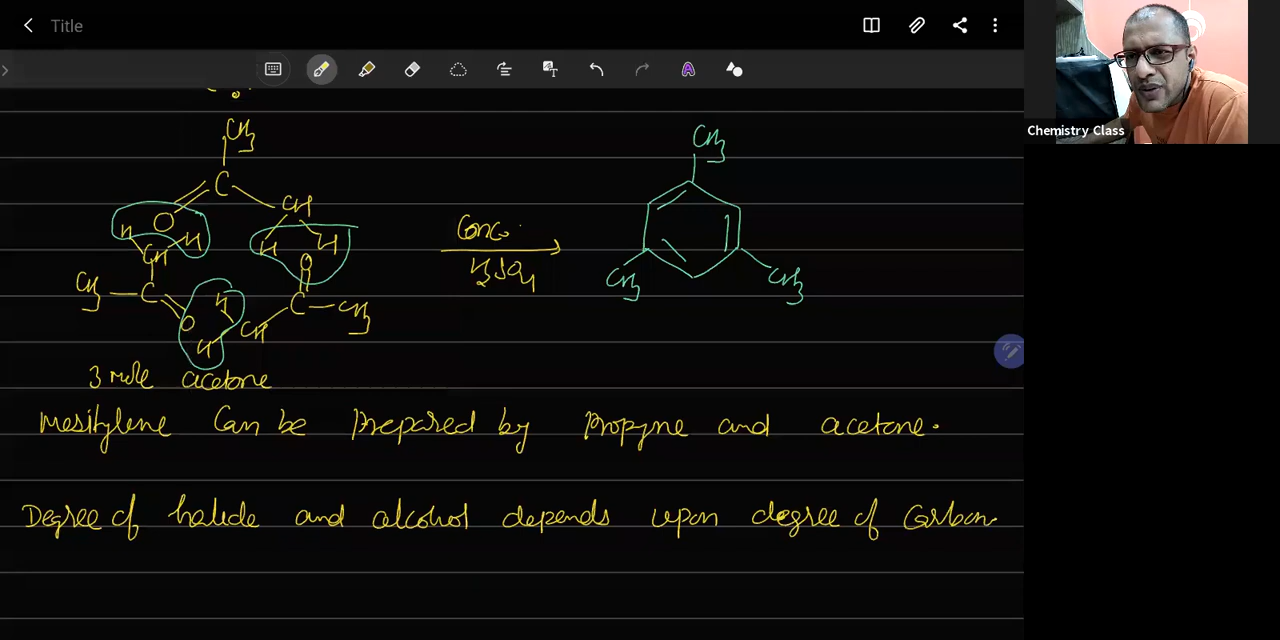 Title
Chemistry Class
CH3
CH3
C
O
CH
H H
H H
CH
O
CH3 C
O
H
H
CH
C CH3
Conc.
H2SO4
CH3
CH3
3 mole acetone
Mesitylene Can be Prepared by Propyne and acetone.
Degree of halide and alcohol depends upon degree of Carbon.